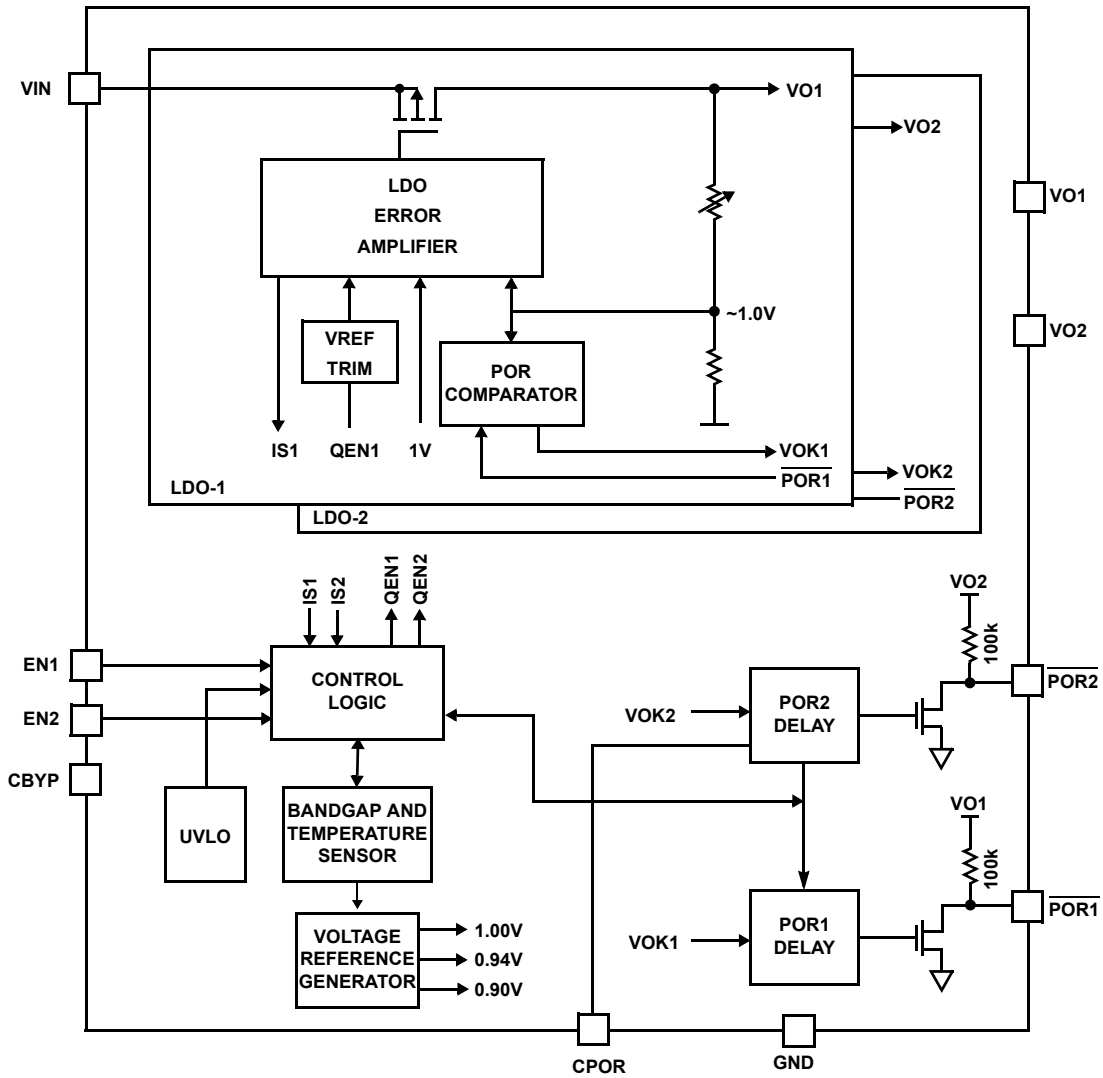 VIN
VO1
VO2
LDO
ERROR
AMPLIFIER
VO1
~1.0V
VO2
VREF
TRIM
POR
COMPARATOR
IS1
QEN1
1V
VOK1
POR1
VOK2
POR2
LDO-1
LDO-2
IS1
IS2
QEN1
QEN2
VO2
100k
EN1
CONTROL
LOGIC
POR2
DELAY
POR2
EN2
VOK2
CBYP
UVLO
BANDGAP AND
TEMPERATURE
SENSOR
VO1
100k
POR1
DELAY
POR1
VOK1
VOLTAGE
REFERENCE
GENERATOR
1.00V
0.94V
0.90V
CPOR
GND